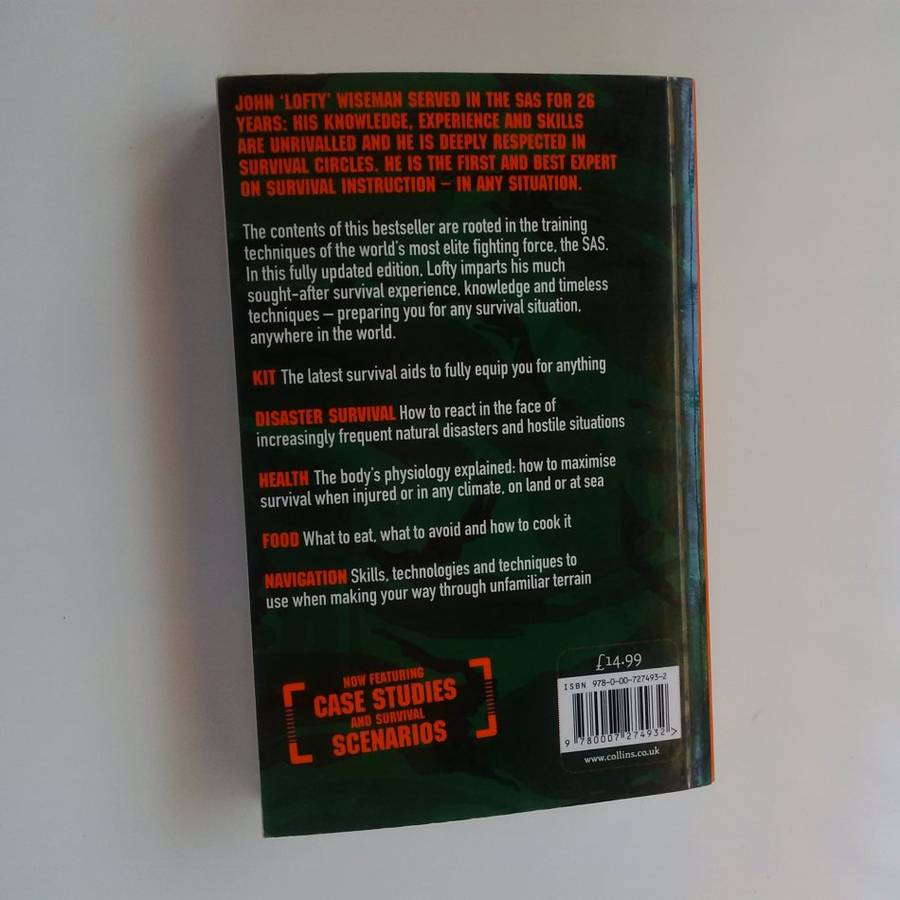 JOHN 'LOFTY' WISEMAN SERVED IN THE SAS FOR 26
YEARS: HIS KNOWLEDGE, EXPERIENCE AND SKILLS
ARE UNRIVALLED AND HE IS DEEPLY RESPECTED IN
SURVIVAL CIRCLES. HE IS THE FIRST AND BEST EXPERT
ON SURVIVAL INSTRUCTION – IN ANY SITUATION.
The contents of this bestseller are rooted in the training
techniques of the world's most elite fighting force, the SAS.
In this fully updated edition, Lofty imparts his much
sought-after survival experience, knowledge and timeless
techniques – preparing you for any survival situation,
anywhere in the world.
KIT The latest survival aids to fully equip you for anything
DISASTER SURVIVAL How to react in the face of
increasingly frequent natural disasters and hostile situations
HEALTH The body's physiology explained: how to maximise
survival when injured or in any climate, on land or at sea
FOOD What to eat, what to avoid and how to cook it
NAVIGATION Skills, technologies and techniques to
use when making your way through unfamiliar terrain
NOW FEATURING
CASE STUDIES
AND SURVIVAL
SCENARIOS
£14.99
ISBN 978-0-00-727493-2
9 780007 274932 >
www.collins.co.uk